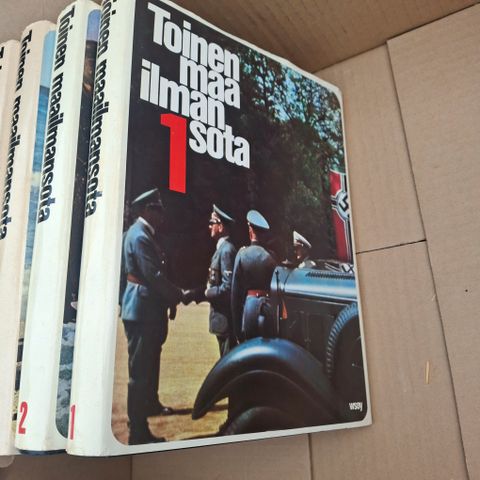 Toinen
maa
ilman
sota
1
wsoy
Toinen maailmansota
1
Toinen maailmansota
2
Toinen maailmansota